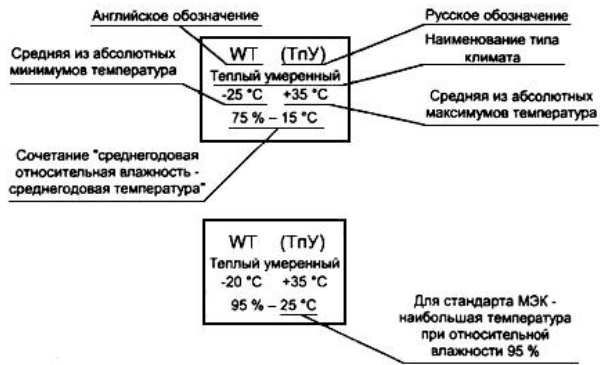 Английское обозначение
Русское обозначение
Средняя из абсолютных
минимумов температура
WT (ТпУ)
Теплый умеренный
-25 °C +35 °C
75 % – 15 °C
Наименование типа
климата
Средняя из абсолютных
максимумов температура
Сочетание "среднегодовая
относительная влажность -
среднегодовая температура"
WT (ТпУ)
Теплый умеренный
-20 °C +35 °C
95 % – 25 °C
Для стандарта МЭК -
наибольшая температура
при относительной
влажности 95 %